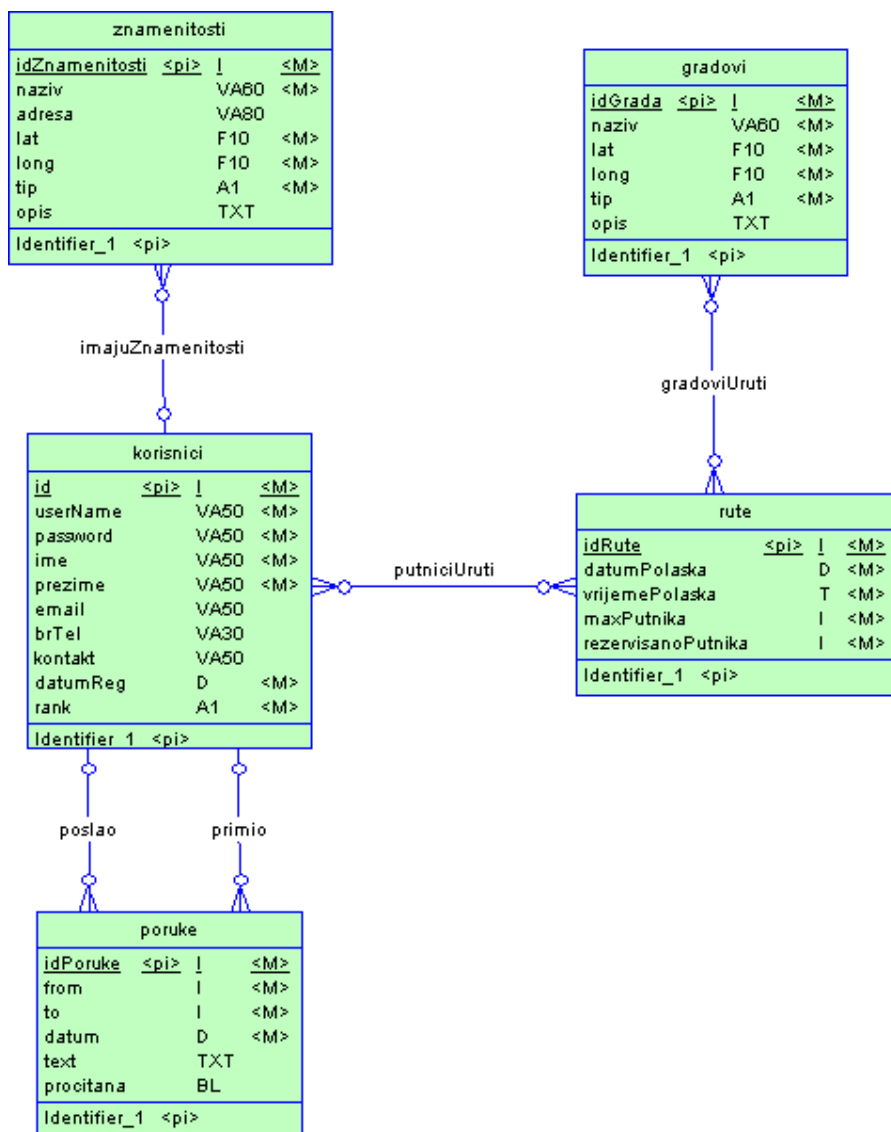 znamenitosti
idZnamenitosti <pi> I <M>
naziv VA60 <M>
adresa VA80
lat F10 <M>
long F10 <M>
tip A1 <M>
opis TXT
Identifier_1 <pi>
gradovi
idGrada <pi> I <M>
naziv VA60 <M>
lat F10 <M>
long F10 <M>
tip A1 <M>
opis TXT
Identifier_1 <pi>
imajuZnamenitosti
gradoviUruti
korisnici
id <pi> I <M>
userName VA50 <M>
password VA50 <M>
ime VA50 <M>
prezime VA50 <M>
email VA50
brTel VA30
kontakt VA50
datumReg D <M>
rank A1 <M>
Identifier_1 <pi>
putniciUruti
rute
idRute <pi> I <M>
datumPolaska D <M>
vrijemePolaska T <M>
maxPutnika I <M>
rezervisanoPutnika I <M>
Identifier_1 <pi>
poslao
primio
poruke
idPoruke <pi> I <M>
from I <M>
to I <M>
datum D <M>
text TXT
procitana BL
Identifier_1 <pi>